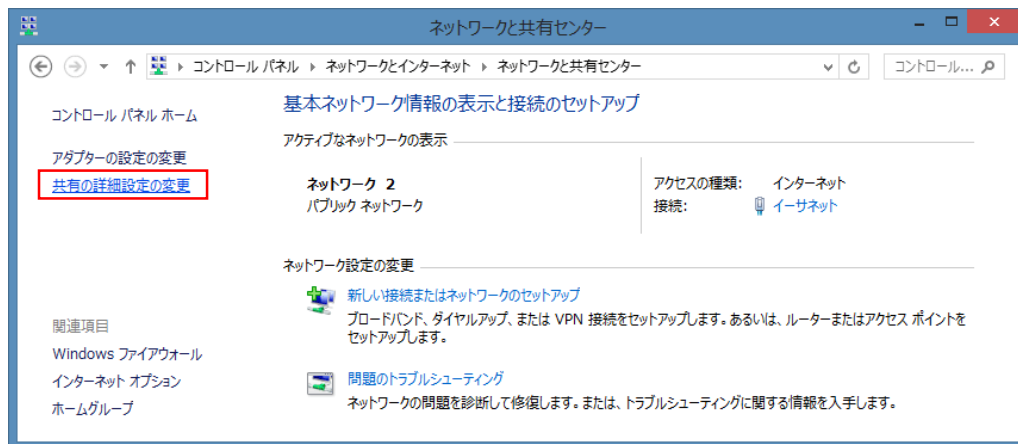 ネットワークと共有センター
コントロール パネル ネットワークとインターネット ネットワークと共有センター コントロール...
コントロール パネル ホーム
アダプターの設定の変更
共有の詳細設定の変更
基本ネットワーク情報の表示と接続のセットアップ
アクティブなネットワークの表示
ネットワーク 2
パブリック ネットワーク
アクセスの種類: インターネット
接続: イーサネット
ネットワーク設定の変更
新しい接続またはネットワークのセットアップ
ブロードバンド、ダイヤルアップ、または VPN 接続をセットアップします。あるいは、ルーターまたはアクセス ポイントを
セットアップします。
問題のトラブルシューティング
ネットワークの問題を診断して修復します。または、トラブルシューティングに関する情報を入手します。
関連項目
Windows ファイアウォール
インターネット オプション
ホームグループ